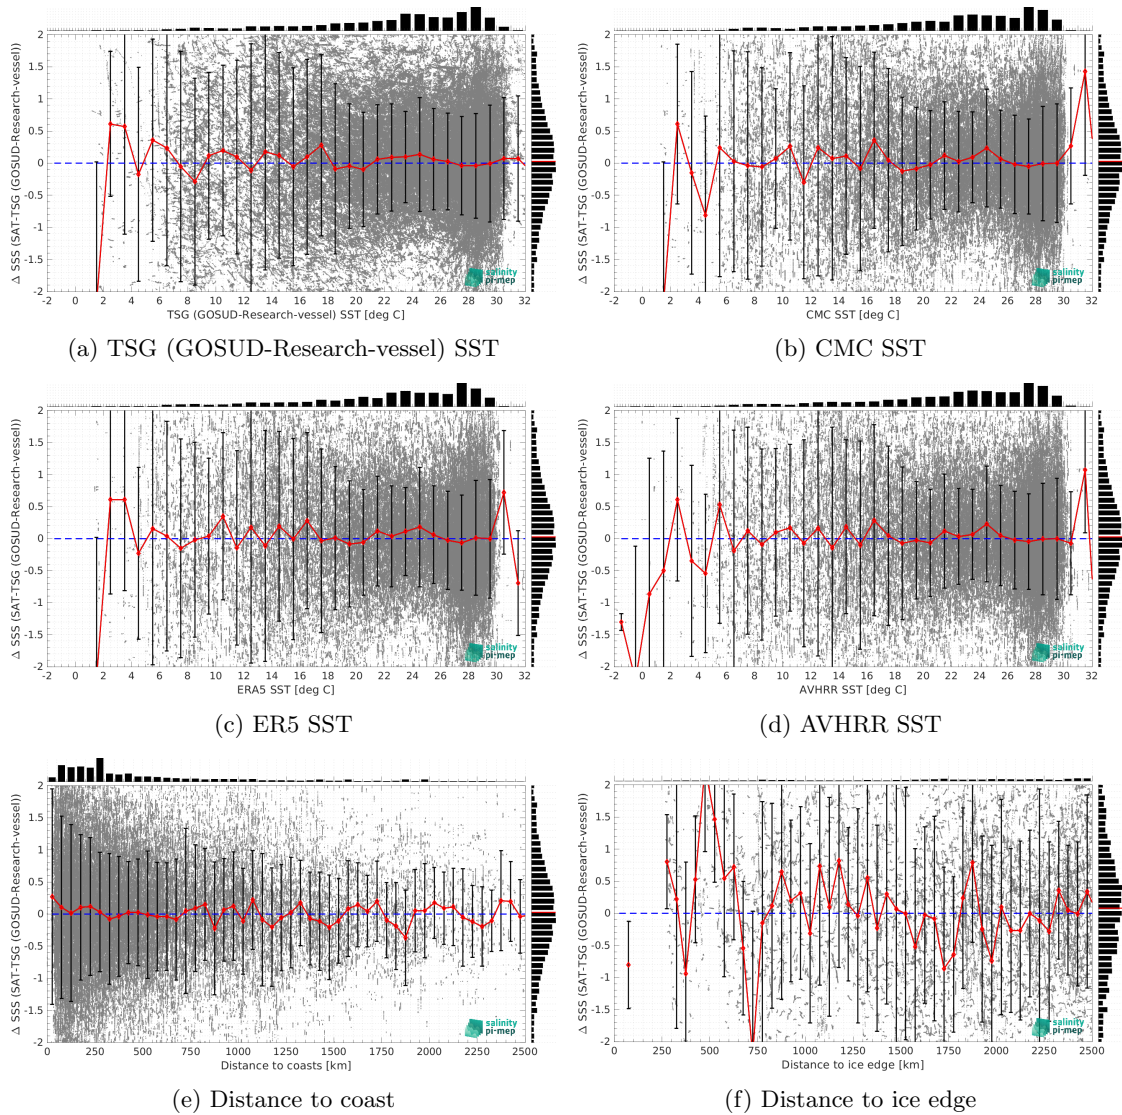 Δ SSS (SAT-TSG (GOSUD-Research-vessel))
2
1.5
1
0.5
0
-0.5
-1
-1.5
-2
-2 0 2 4 6 8 10 12 14 16 18 20 22 24 26 28 30 32
TSG (GOSUD-Research-vessel) SST [deg C]
salinity
pi-mep
(a) TSG (GOSUD-Research-vessel) SST
Δ SSS (SAT-TSG (GOSUD-Research-vessel))
2
1.5
1
0.5
0
-0.5
-1
-1.5
-2
-2 0 2 4 6 8 10 12 14 16 18 20 22 24 26 28 30 32
CMC SST [deg C]
salinity
pi-mep
(b) CMC SST
Δ SSS (SAT-TSG (GOSUD-Research-vessel))
2
1.5
1
0.5
0
-0.5
-1
-1.5
-2
-2 0 2 4 6 8 10 12 14 16 18 20 22 24 26 28 30 32
ERA5 SST [deg C]
salinity
pi-mep
(c) ER5 SST
Δ SSS (SAT-TSG (GOSUD-Research-vessel))
2
1.5
1
0.5
0
-0.5
-1
-1.5
-2
-2 0 2 4 6 8 10 12 14 16 18 20 22 24 26 28 30 32
AVHRR SST [deg C]
salinity
pi-mep
(d) AVHRR SST
Δ SSS (SAT-TSG (GOSUD-Research-vessel))
2
1.5
1
0.5
0
-0.5
-1
-1.5
-2
0 250 500 750 1000 1250 1500 1750 2000 2250 2500
Distance to coasts [km]
salinity
pi-mep
(e) Distance to coast
Δ SSS (SAT-TSG (GOSUD-Research-vessel))
2
1.5
1
0.5
0
-0.5
-1
-1.5
-2
0 250 500 750 1000 1250 1500 1750 2000 2250 2500
Distance to ice edge [km]
salinity
pi-mep
(f) Distance to ice edge